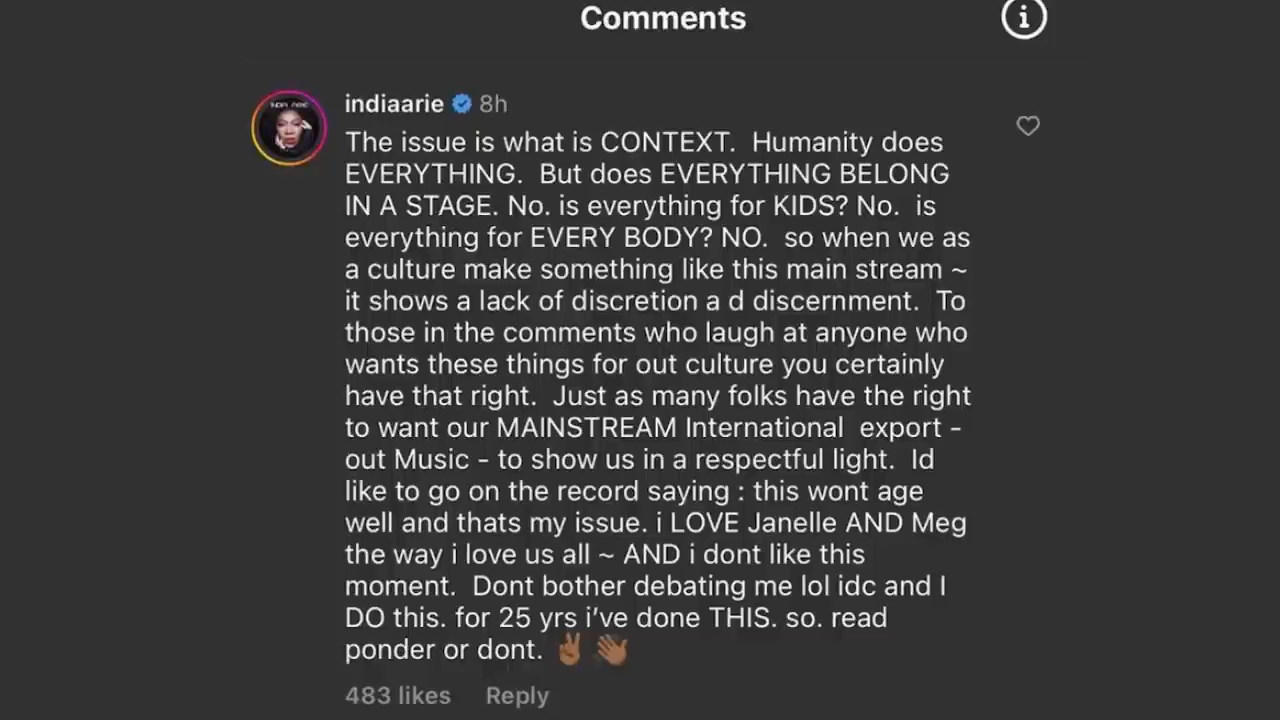 Comments
indiaarie 8h
The issue is what is CONTEXT.  Humanity does
EVERYTHING.  But does EVERYTHING BELONG
IN A STAGE. No. is everything for KIDS? No.  is
everything for EVERY BODY? NO.  so when we as
a culture make something like this main stream ~
it shows a lack of discretion a d discernment.  To
those in the comments who laugh at anyone who
wants these things for out culture you certainly
have that right.  Just as many folks have the right
to want our MAINSTREAM International  export -
out Music - to show us in a respectful light.  Id
like to go on the record saying : this wont age
well and thats my issue. i LOVE Janelle AND Meg
the way i love us all ~ AND i dont like this
moment.  Dont bother debating me lol idc and I
DO this. for 25 yrs i’ve done THIS. so. read
ponder or dont. ✌🏾 👋🏾
483 likes Reply